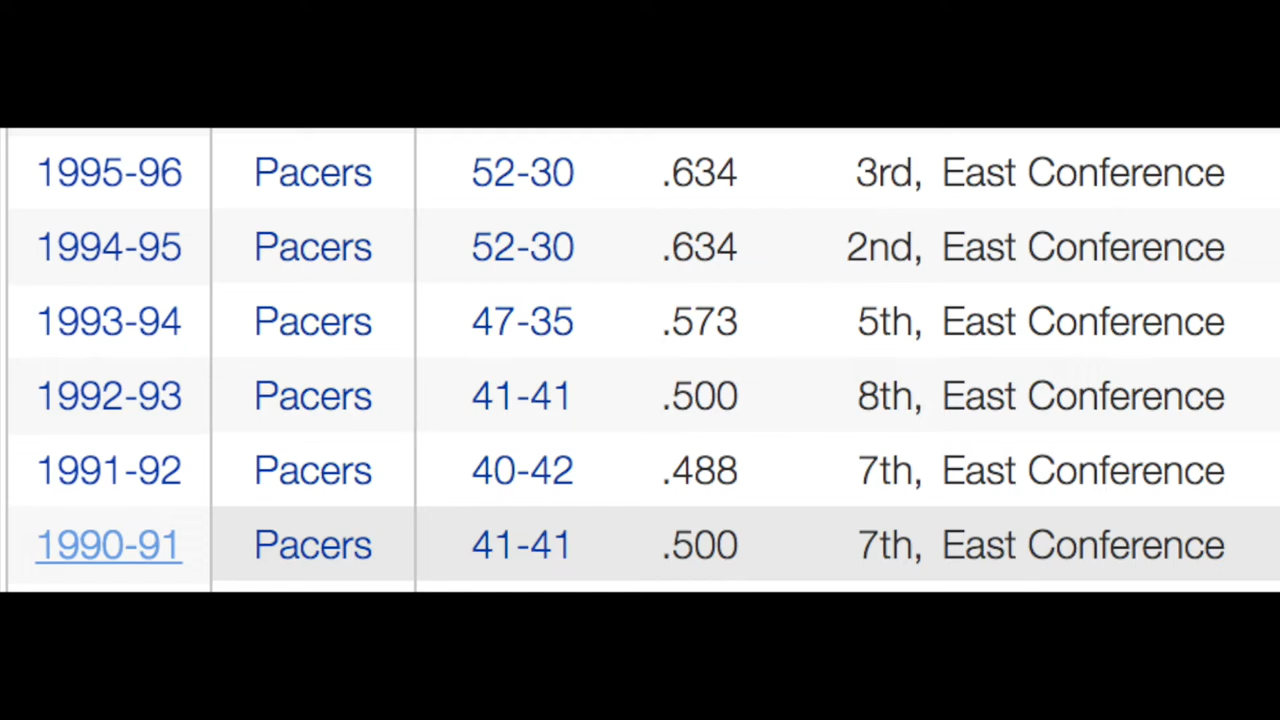 1995-96 Pacers 52-30 .634 3rd, East Conference
1994-95 Pacers 52-30 .634 2nd, East Conference
1993-94 Pacers 47-35 .573 5th, East Conference
1992-93 Pacers 41-41 .500 8th, East Conference
1991-92 Pacers 40-42 .488 7th, East Conference
1990-91 Pacers 41-41 .500 7th, East Conference